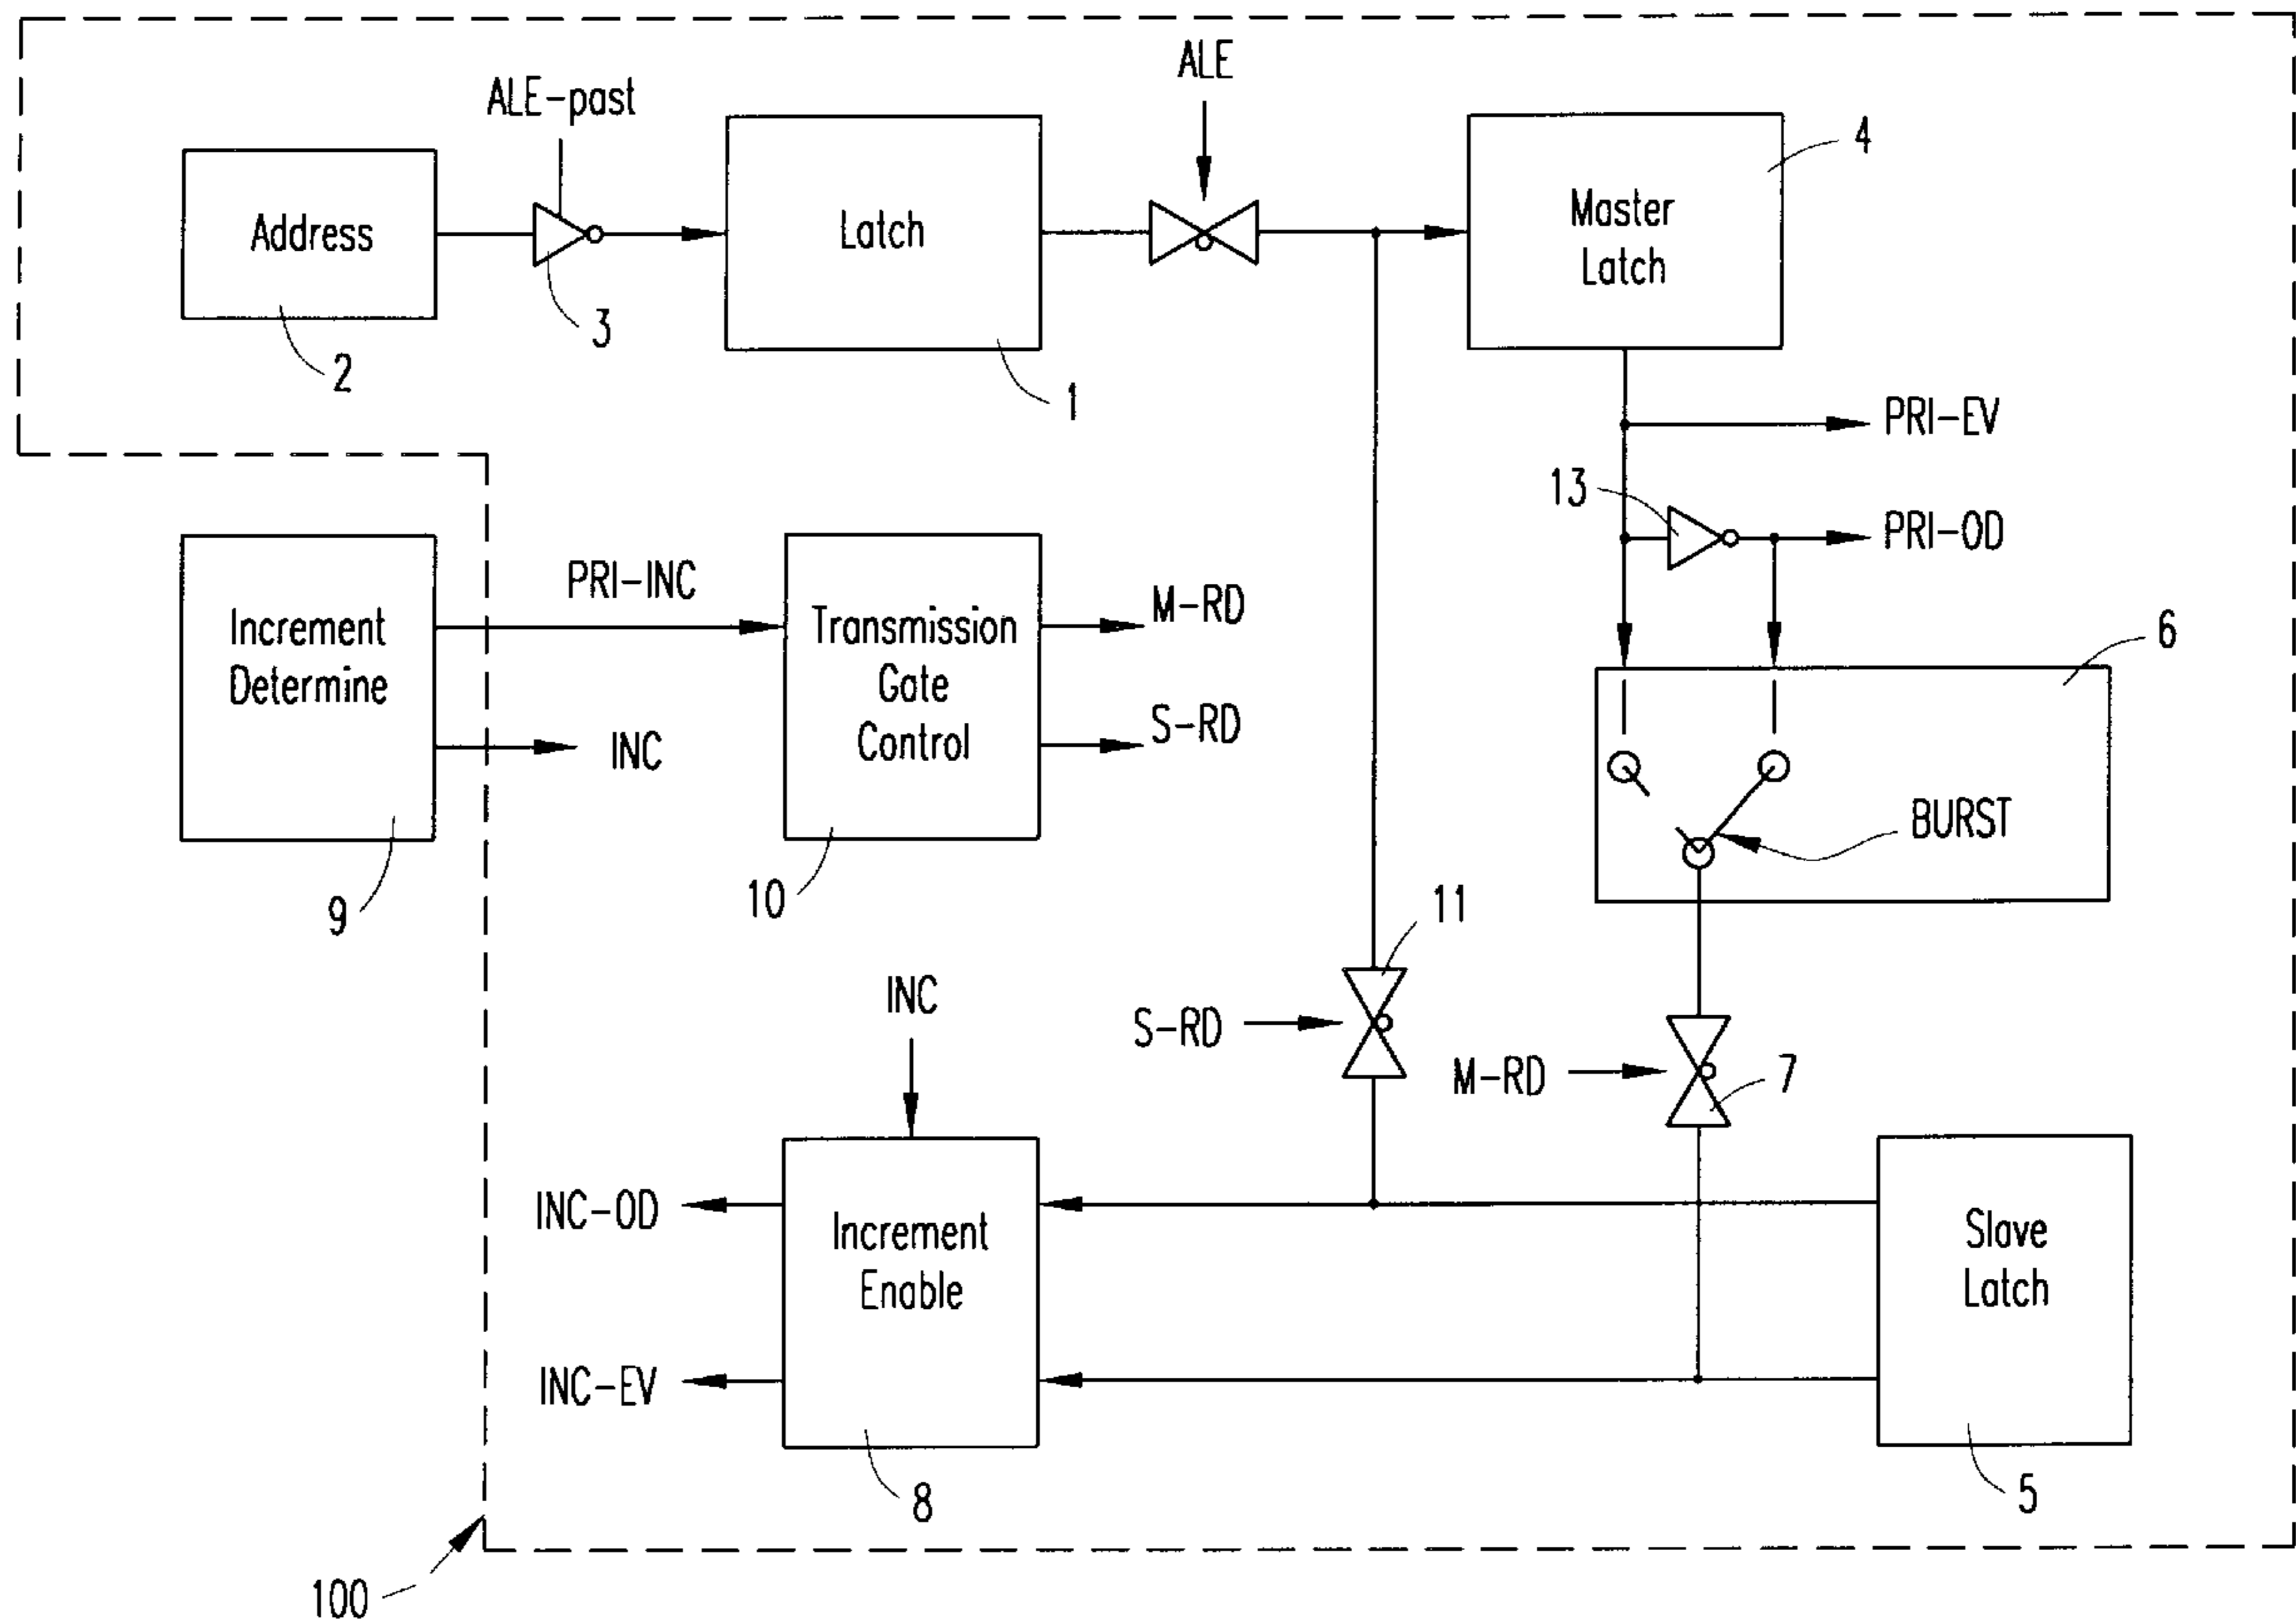 ALE
ALE-past
Address
Latch
Master
Latch
4
3
2
1
PRI-EV
13
PRI-OD
Increment
Determine
PRI-INC
INC
Transmission
Gate
Control
M-RD
S-RD
6
BURST
9
10
11
INC
S-RD
M-RD
7
INC-OD
INC-EV
Increment
Enable
Slave
Latch
8
5
100